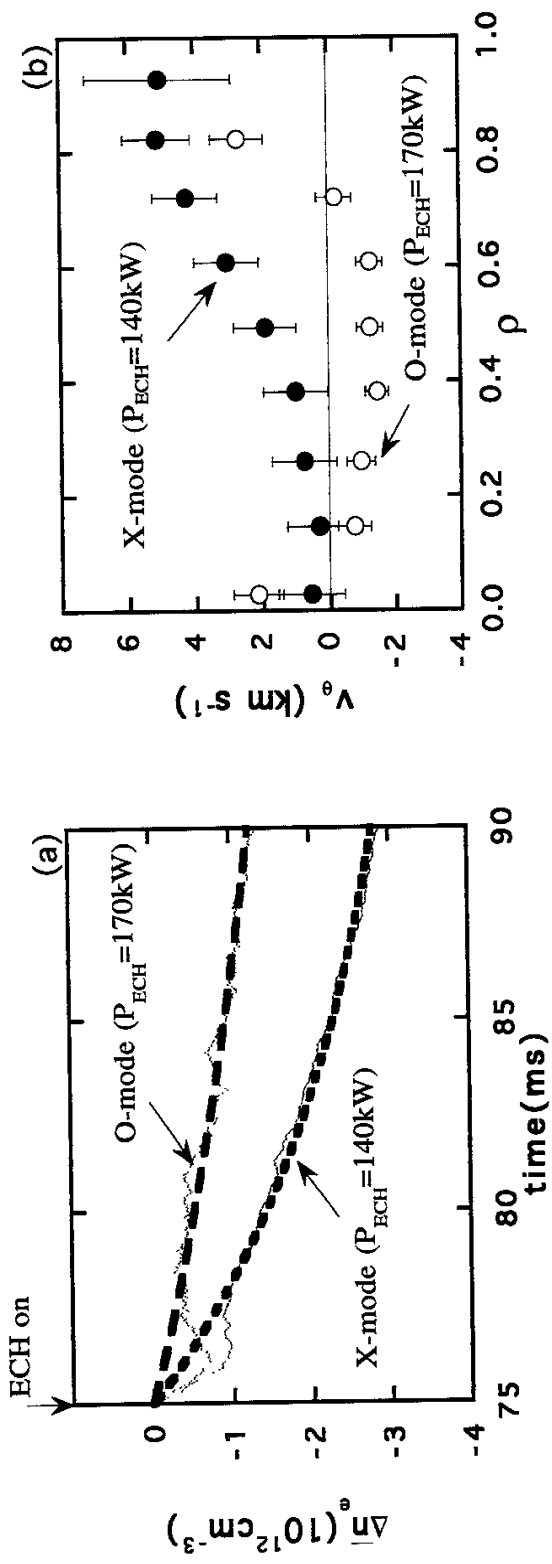 ECH on
(a)
O-mode (P_ECH=170kW)
X-mode (P_ECH=140kW)
0
-1
-2
-3
-4
Δn̄_e(10^12cm^-3)
75
80
85
90
time(ms)
(b)
X-mode (P_ECH=140kW)
O-mode (P_ECH=170kW)
8
6
4
2
0
-2
-4
v_θ (km s^-1)
0.0
0.2
0.4
0.6
0.8
1.0
ρ